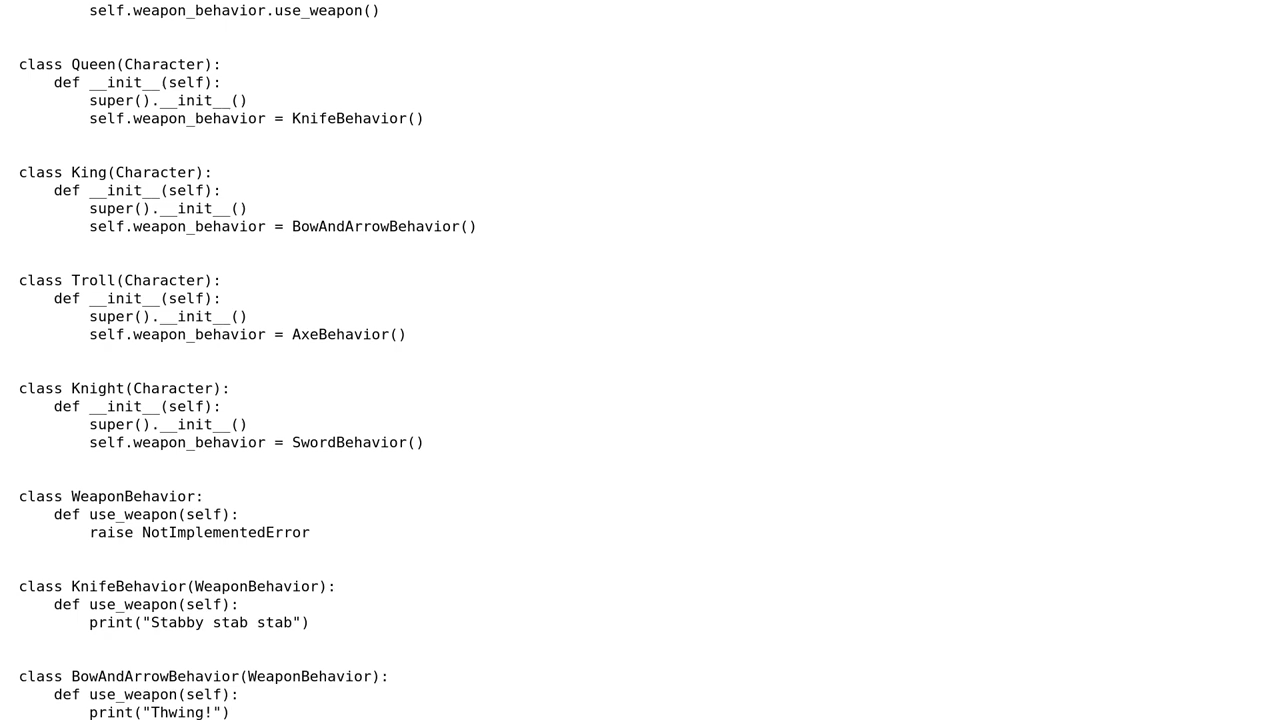 self.weapon_behavior.use_weapon()


class Queen(Character):
    def __init__(self):
        super().__init__()
        self.weapon_behavior = KnifeBehavior()


class King(Character):
    def __init__(self):
        super().__init__()
        self.weapon_behavior = BowAndArrowBehavior()


class Troll(Character):
    def __init__(self):
        super().__init__()
        self.weapon_behavior = AxeBehavior()


class Knight(Character):
    def __init__(self):
        super().__init__()
        self.weapon_behavior = SwordBehavior()


class WeaponBehavior:
    def use_weapon(self):
        raise NotImplementedError


class KnifeBehavior(WeaponBehavior):
    def use_weapon(self):
        print("Stabby stab stab")


class BowAndArrowBehavior(WeaponBehavior):
    def use_weapon(self):
        print("Thwing!")